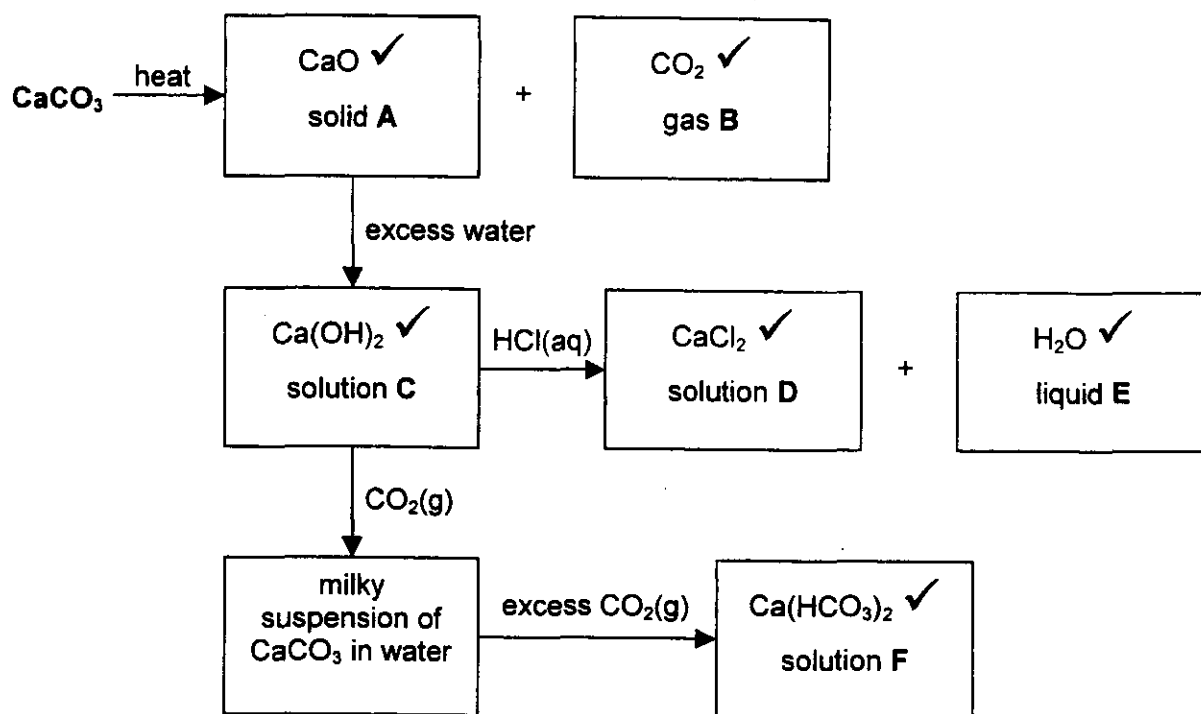 CaCO₃
heat
CaO ✓
solid A
+
CO₂ ✓
gas B
excess water
Ca(OH)₂ ✓
solution C
HCl(aq)
CaCl₂ ✓
solution D
+
H₂O ✓
liquid E
CO₂(g)
milky
suspension of
CaCO₃ in water
excess CO₂(g)
Ca(HCO₃)₂ ✓
solution F